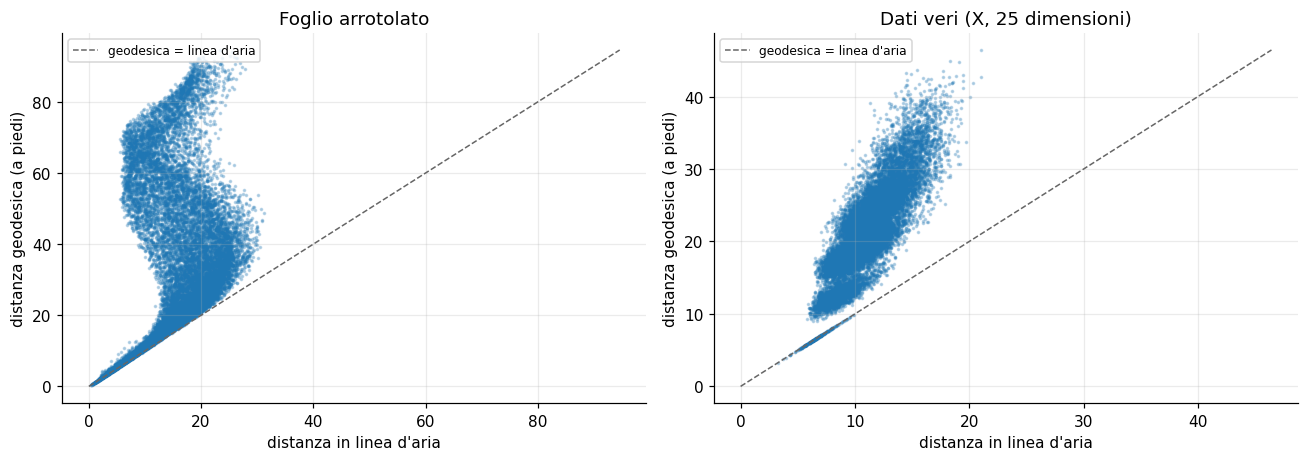 Foglio arrotolato
geodesica = linea d'aria
distanza geodesica (a piedi)
80
60
40
20
0
0 20 40 60 80
distanza in linea d'aria
Dati veri (X, 25 dimensioni)
geodesica = linea d'aria
distanza geodesica (a piedi)
40
30
20
10
0
0 10 20 30 40
distanza in linea d'aria